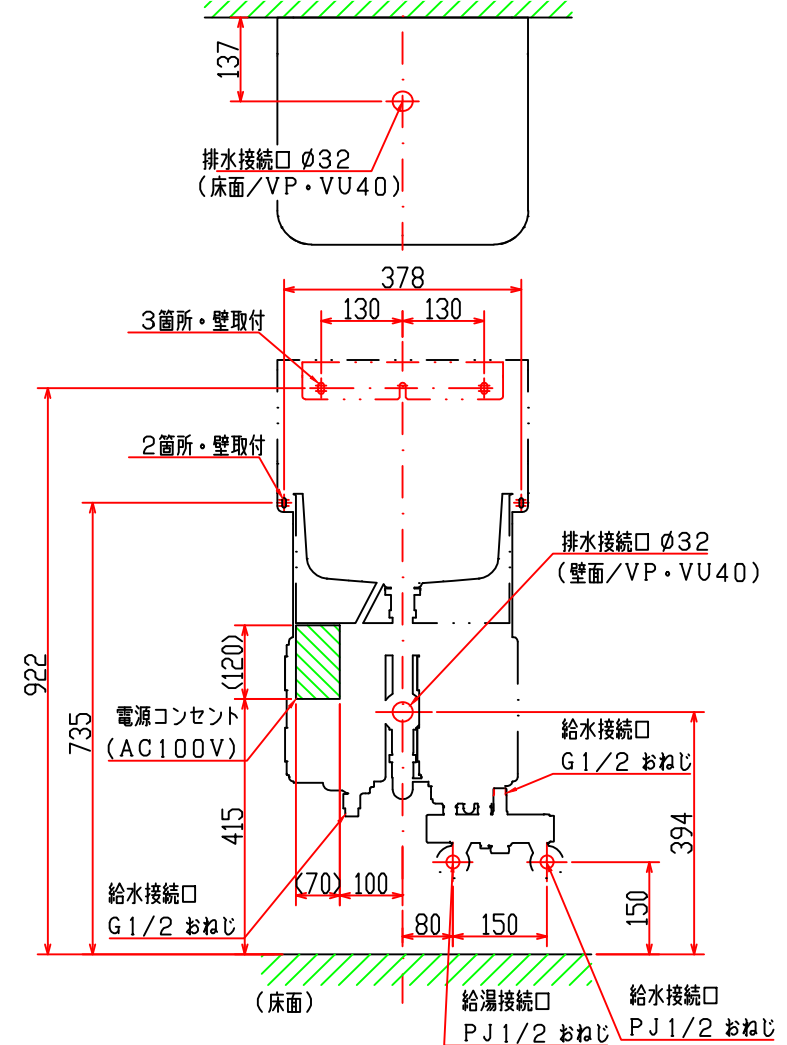 137
排水接続口 Ø32
(床面/VP・VU40)
378
130
130
3箇所・壁取付
2箇所・壁取付
排水接続口 Ø32
(壁面/VP・VU40)
922
735
(120)
電源コンセント
(AC100V)
給水接続口
G1/2 おねじ
415
394
(70)
100
給水接続口
G1/2 おねじ
80
150
150
(床面)
給湯接続口
PJ1/2 おねじ
給水接続口
PJ1/2 おねじ